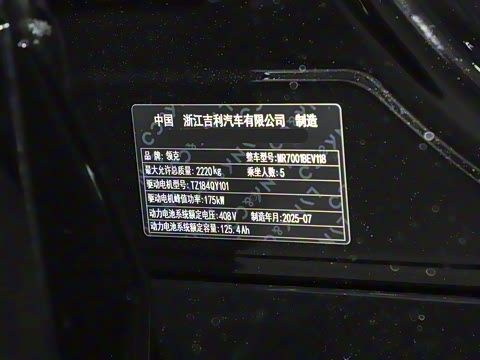 中国 浙江吉利汽车有限公司 制造
品 牌:领克 整车型号:MR7001BEV11B
最大允许总质量:2220kg 乘坐人数:5
驱动电机型号:TZ184QY101
驱动电机峰值功率:175kW
动力电池系统额定电压:408V 制造年月:2025-07
动力电池系统额定容量:125.4Ah